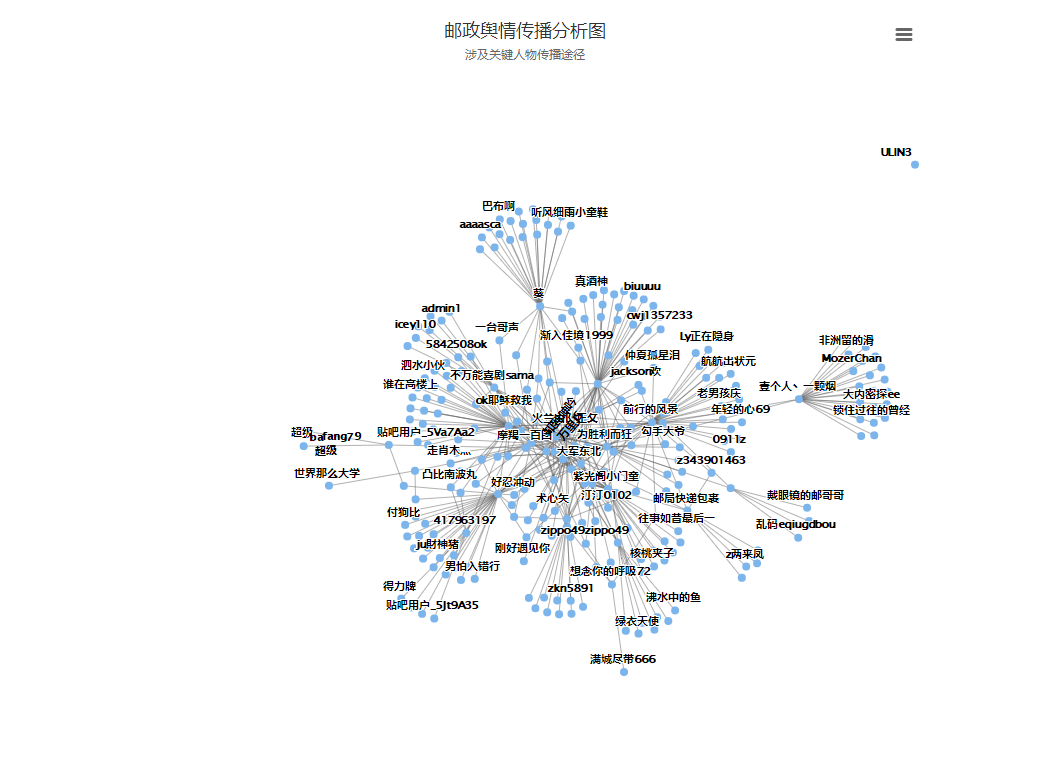 邮政舆情传播分析图
涉及关键人物传播途径
ULIN3
巴布啊
听风细雨小童鞋
aaaasca
真酒神
biuuuu
葵
admin1
cwj1357233
icey110
一台哥声
渐入佳境1999
Ly正在隐身
5842508ok
非洲留的滑
仲夏孤星泪
MozerChan
泗水小伙
航航出状元
不万能喜剧sama
jackson吹
谁在高楼上
壹个人、一颗烟
老男孩庆
大内密探ee
ok耶稣救我
前行的风景
年轻的心69
锁住过往的曾经
超级
bafang79
贴吧用户_5Va7Aa2
摩羯一百图
为胜利而狂
勾手大爷
0911z
超级
走肖木杰
大军东北
z343901463
世界那么大学
凸比南波丸
好忍冲动
紫光阁小门童
术心矢
汀汀0102
邮局快递包裹
戴眼镜的邮哥哥
付狗比
417963197
往事如昔最后一
乱码eqiugdbou
zippo49zippo49
ju财神猪
刚好遇见你
核桃夹子
z两来凤
男怕入错行
想念你的呼吸72
得力牌
zkn5891
沸水中的鱼
贴吧用户_5Jt9A35
绿衣天使
满城尽带666